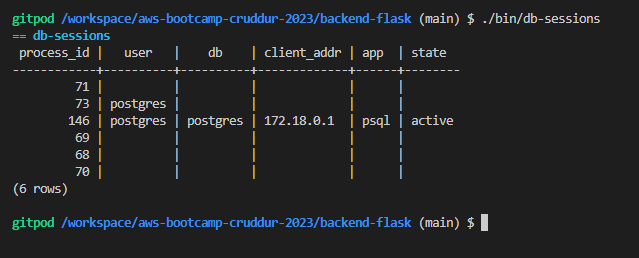 gitpod /workspace/aws-bootcamp-cruddur-2023/backend-flask (main) $ ./bin/db-sessions
== db-sessions
 process_id |   user   |    db    | client_addr | app  | state
------------+----------+----------+-------------+------+--------
         71 |          |          |             |      |
         73 | postgres |          |             |      |
        146 | postgres | postgres | 172.18.0.1  | psql | active
         69 |          |          |             |      |
         68 |          |          |             |      |
         70 |          |          |             |      |
(6 rows)
gitpod /workspace/aws-bootcamp-cruddur-2023/backend-flask (main) $